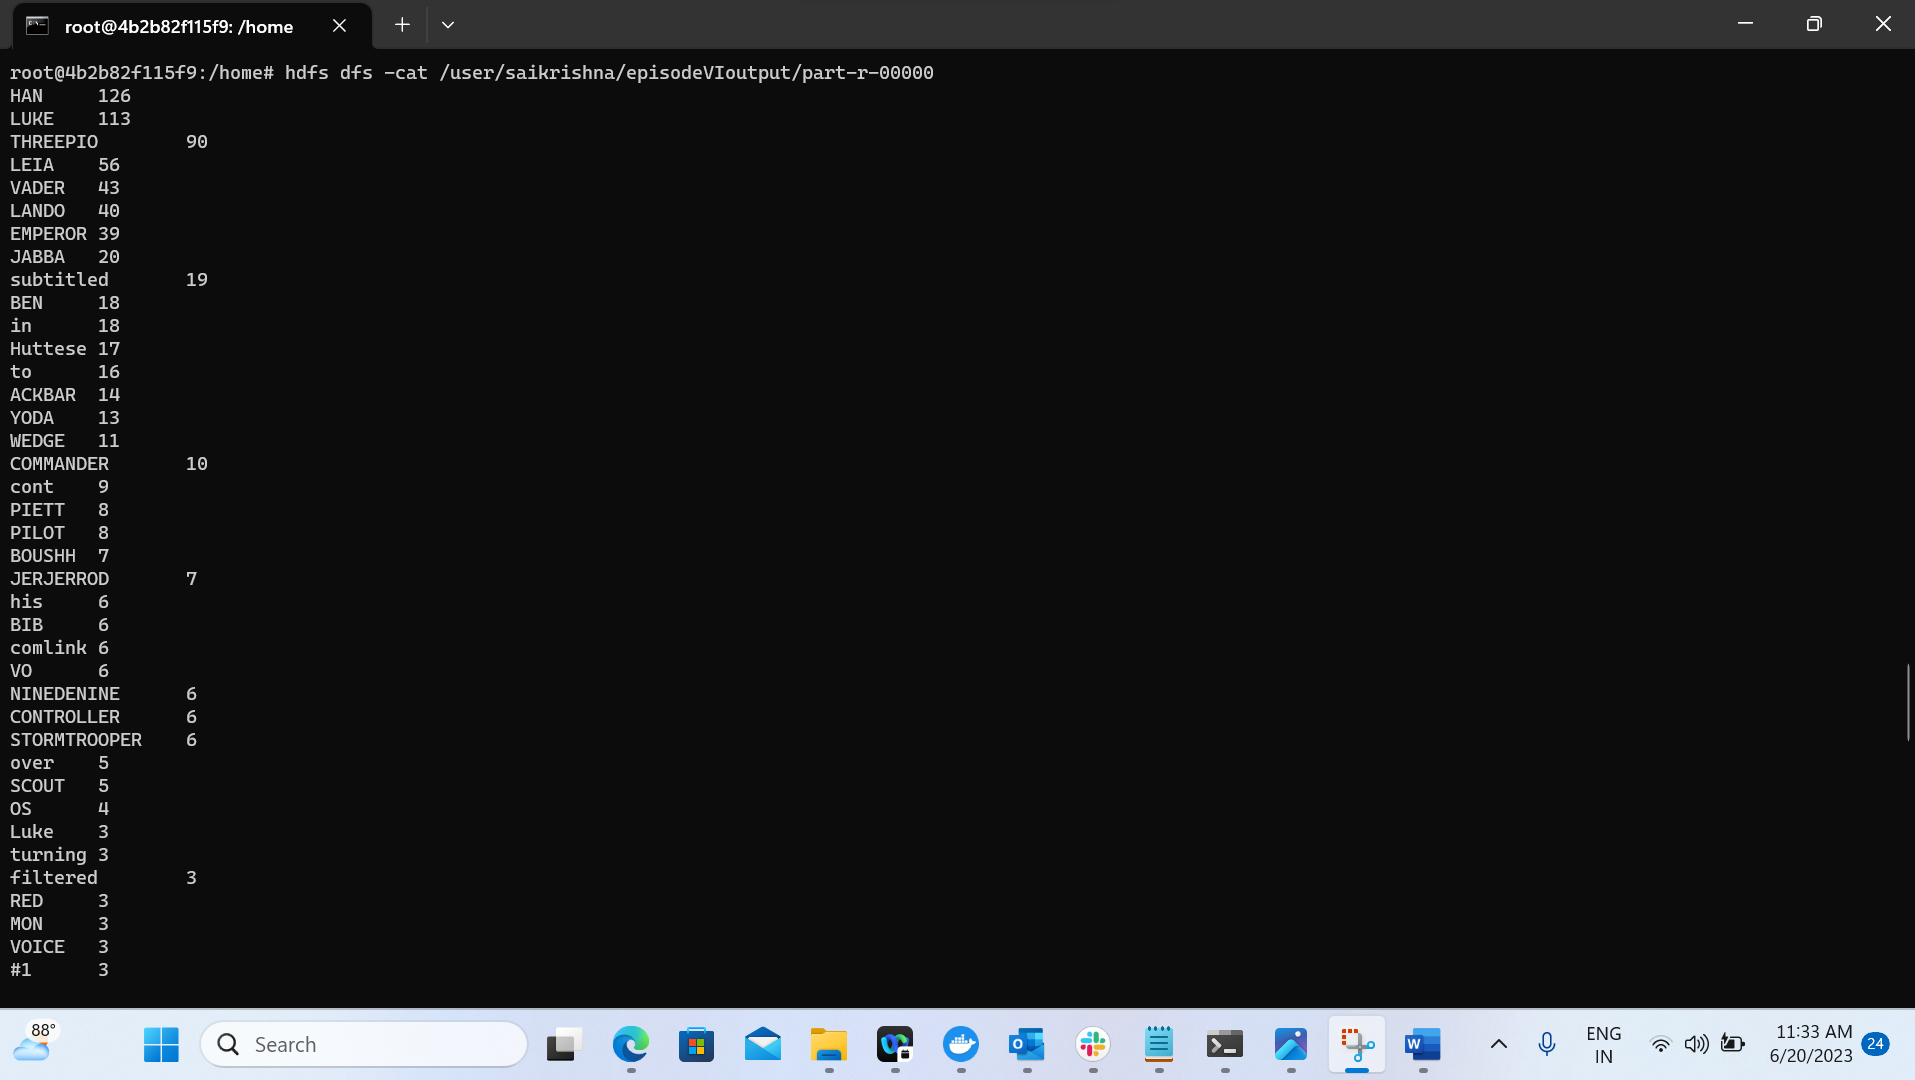 root@4b2b82f115f9: /home
root@4b2b82f115f9:/home# hdfs dfs -cat /user/saikrishna/episodeVIoutput/part-r-00000
HAN 126
LUKE 113
THREEPIO 90
LEIA 56
VADER 43
LANDO 40
EMPEROR 39
JABBA 20
subtitled 19
BEN 18
in 18
Huttese 17
to 16
ACKBAR 14
YODA 13
WEDGE 11
COMMANDER 10
cont 9
PIETT 8
PILOT 8
BOUSHH 7
JERJERROD 7
his 6
BIB 6
comlink 6
VO 6
NINEDENINE 6
CONTROLLER 6
STORMTROOPER 6
over 5
SCOUT 5
OS 4
Luke 3
turning 3
filtered 3
RED 3
MON 3
VOICE 3
#1 3
88°
Search
ENG
IN
11:33 AM
6/20/2023
24